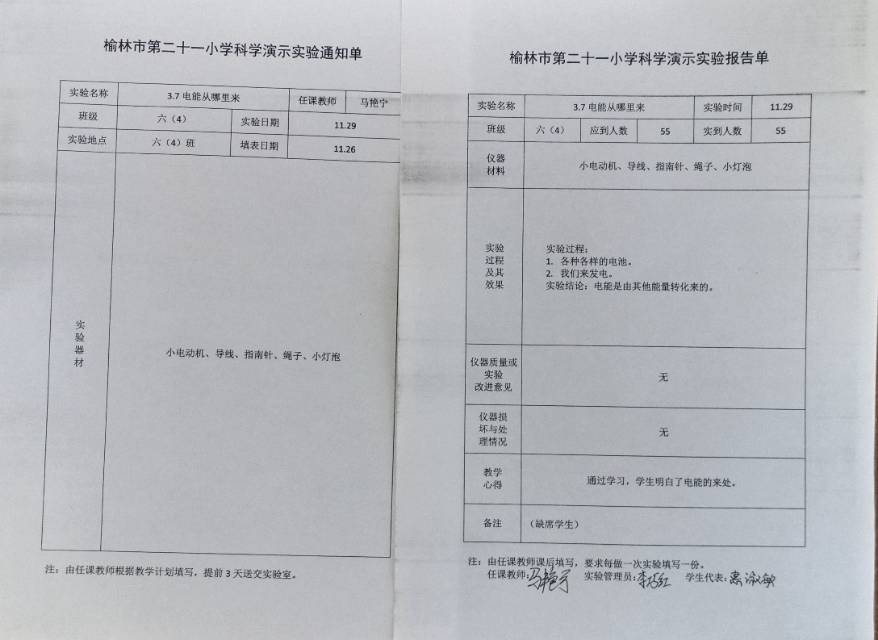 榆林市第二十一小学科学演示实验通知单
实验名称 3.7 电能从哪里来 任课教师 马艳宁
班级 六（4） 实验日期 11.29
实验地点 六（4）班 填表日期 11.26
实验器材 小电动机、导线、指南针、绳子、小灯泡
注：由任课教师根据教学计划填写，提前 3 天送交实验室。
榆林市第二十一小学科学演示实验报告单
实验名称 3.7 电能从哪里来 实验时间 11.29
班级 六（4） 应到人数 55 实到人数 55
仪器
材料
小电动机、导线、指南针、绳子、小灯泡
实验
过程
及其
效果
实验过程：
1. 各种各样的电池。
2. 我们来发电。
实验结论：电能是由其他能量转化来的。
仪器质量或
实验
改进意见
无
仪器损
坏与处
理情况
无
教学
心得
通过学习，学生明白了电能的来处。
备注 （缺席学生）
注：由任课教师课后填写，要求每做一次实验填写一份。
任课教师：马艳宁 实验管理员：李巧红 学生代表：